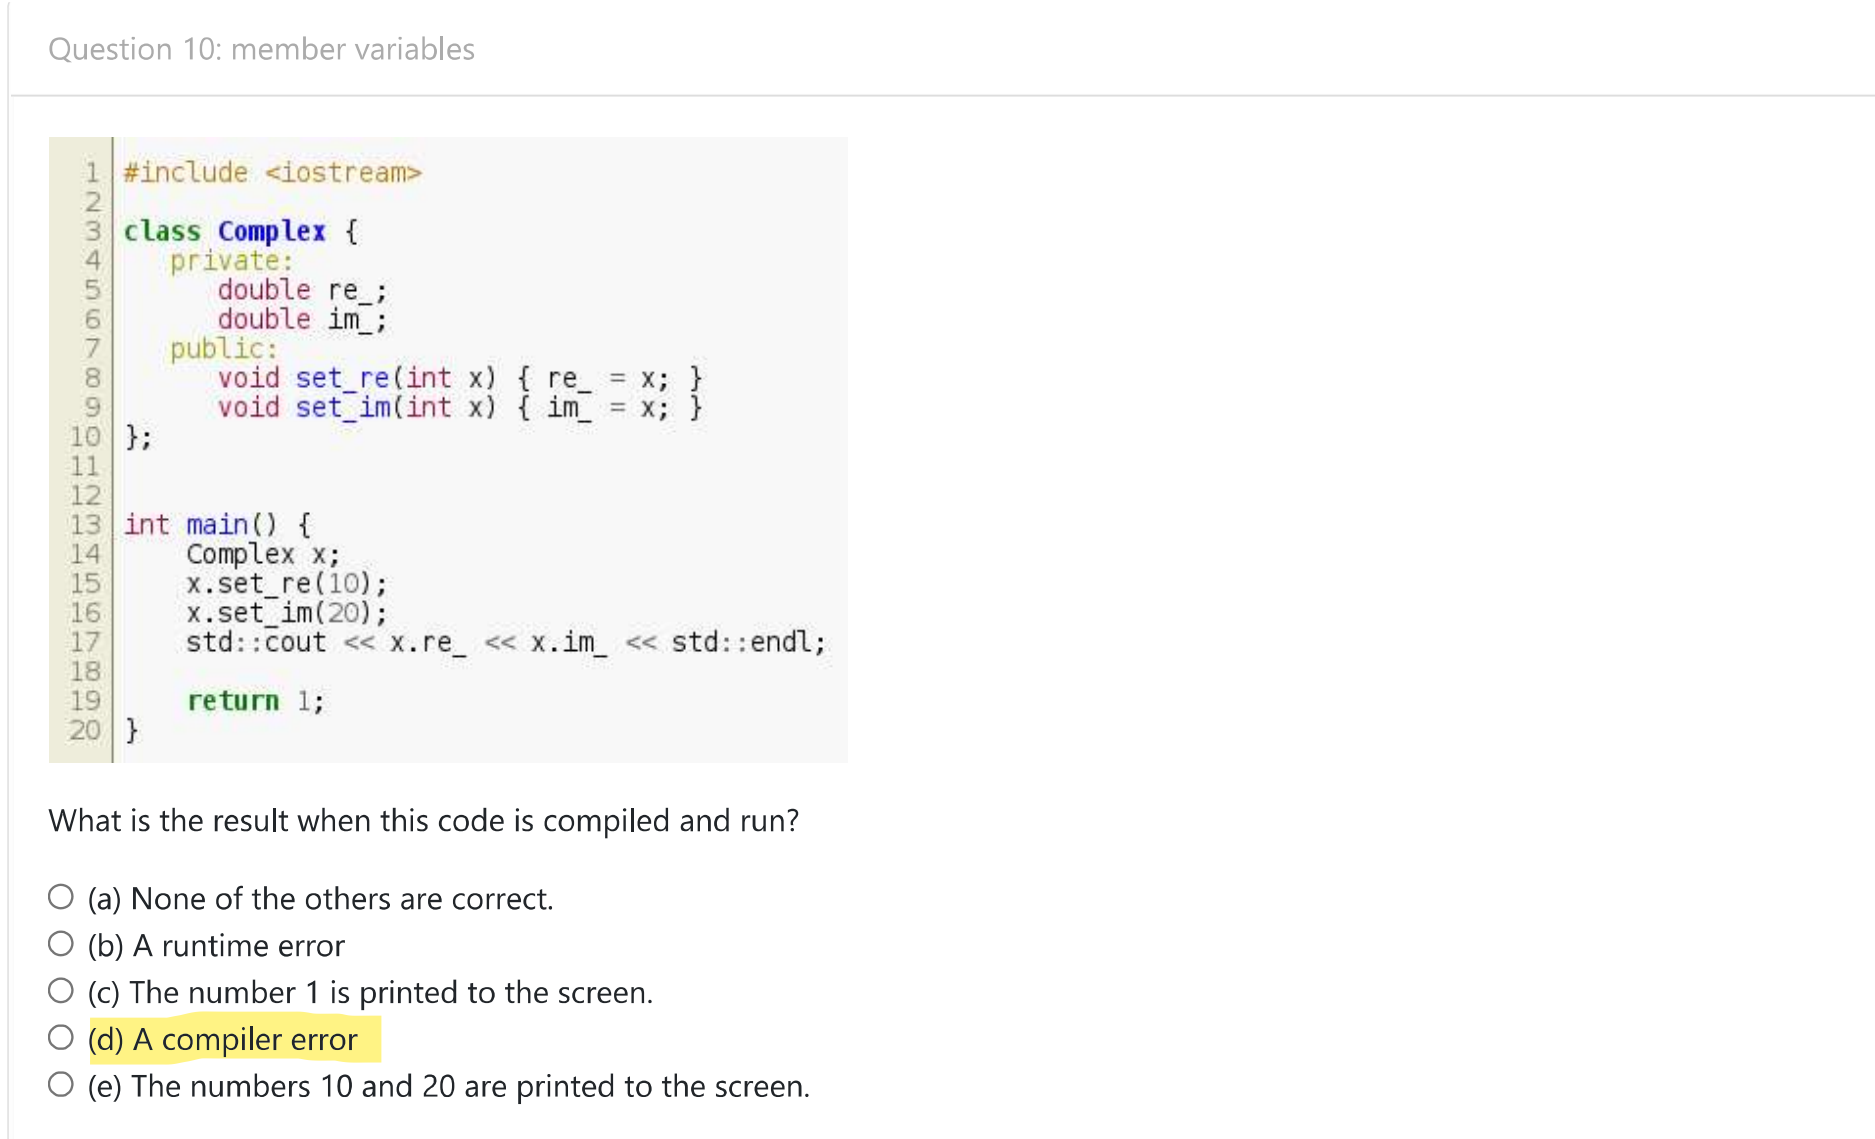 Question 10: member variables
1 #include <iostream>
2
3 class Complex {
4    private:
5       double re_;
6       double im_;
7    public:
8       void set_re(int x) { re_ = x; }
9       void set_im(int x) { im_ = x; }
10 };
11
12
13 int main() {
14     Complex x;
15     x.set_re(10);
16     x.set_im(20);
17     std::cout << x.re_ << x.im_ << std::endl;
18
19     return 1;
20 }
What is the result when this code is compiled and run?
(a) None of the others are correct.
(b) A runtime error
(c) The number 1 is printed to the screen.
(d) A compiler error
(e) The numbers 10 and 20 are printed to the screen.